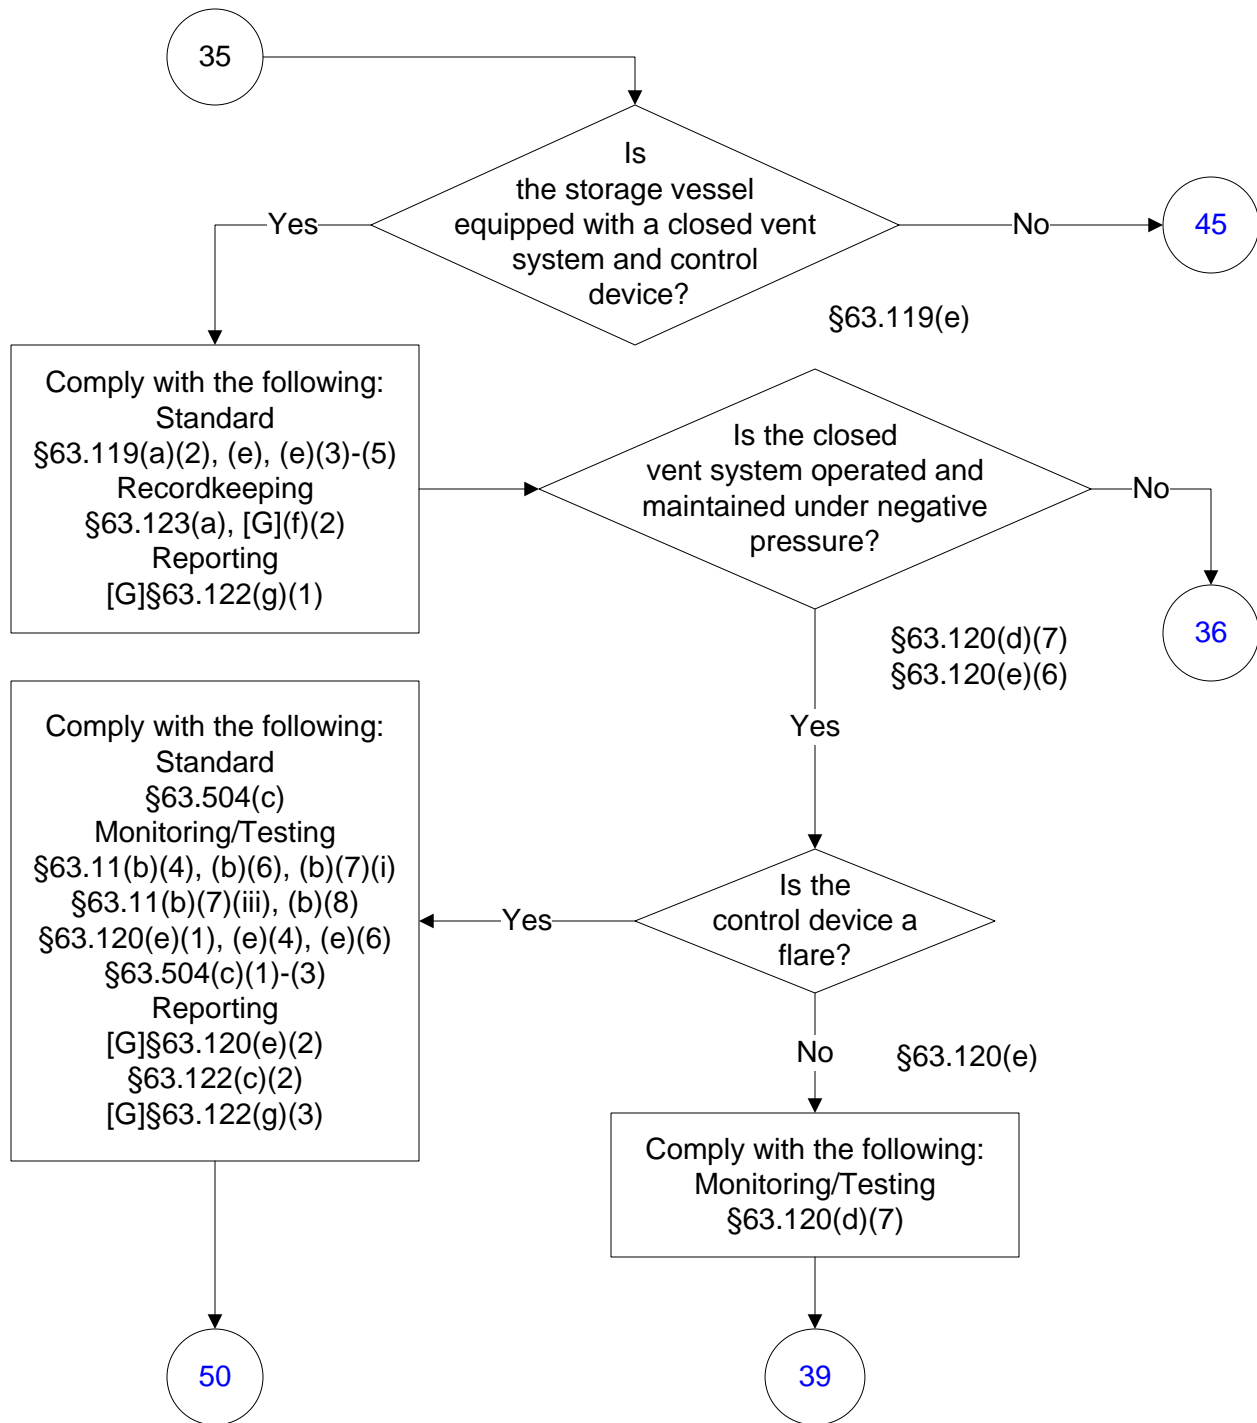 35
Is
the storage vessel
equipped with a closed vent
system and control
device?
Yes
No
45
§63.119(e)
Comply with the following:
Standard
§63.119(a)(2), (e), (e)(3)-(5)
Recordkeeping
§63.123(a), [G](f)(2)
Reporting
[G]§63.122(g)(1)
Is the closed
vent system operated and
maintained under negative
pressure?
No
36
§63.120(d)(7)
§63.120(e)(6)
Yes
Comply with the following:
Standard
§63.504(c)
Monitoring/Testing
§63.11(b)(4), (b)(6), (b)(7)(i)
§63.11(b)(7)(iii), (b)(8)
§63.120(e)(1), (e)(4), (e)(6)
§63.504(c)(1)-(3)
Reporting
[G]§63.120(e)(2)
§63.122(c)(2)
[G]§63.122(g)(3)
Is the
control device a
flare?
Yes
No
§63.120(e)
Comply with the following:
Monitoring/Testing
§63.120(d)(7)
50
39